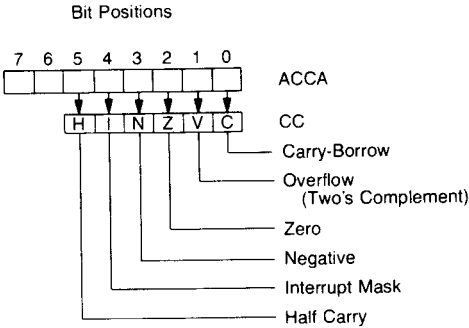 Bit Positions
7 6 5 4 3 2 1 0
ACCA
H I N Z V C
CC
Carry-Borrow
Overflow
(Two's Complement)
Zero
Negative
Interrupt Mask
Half Carry